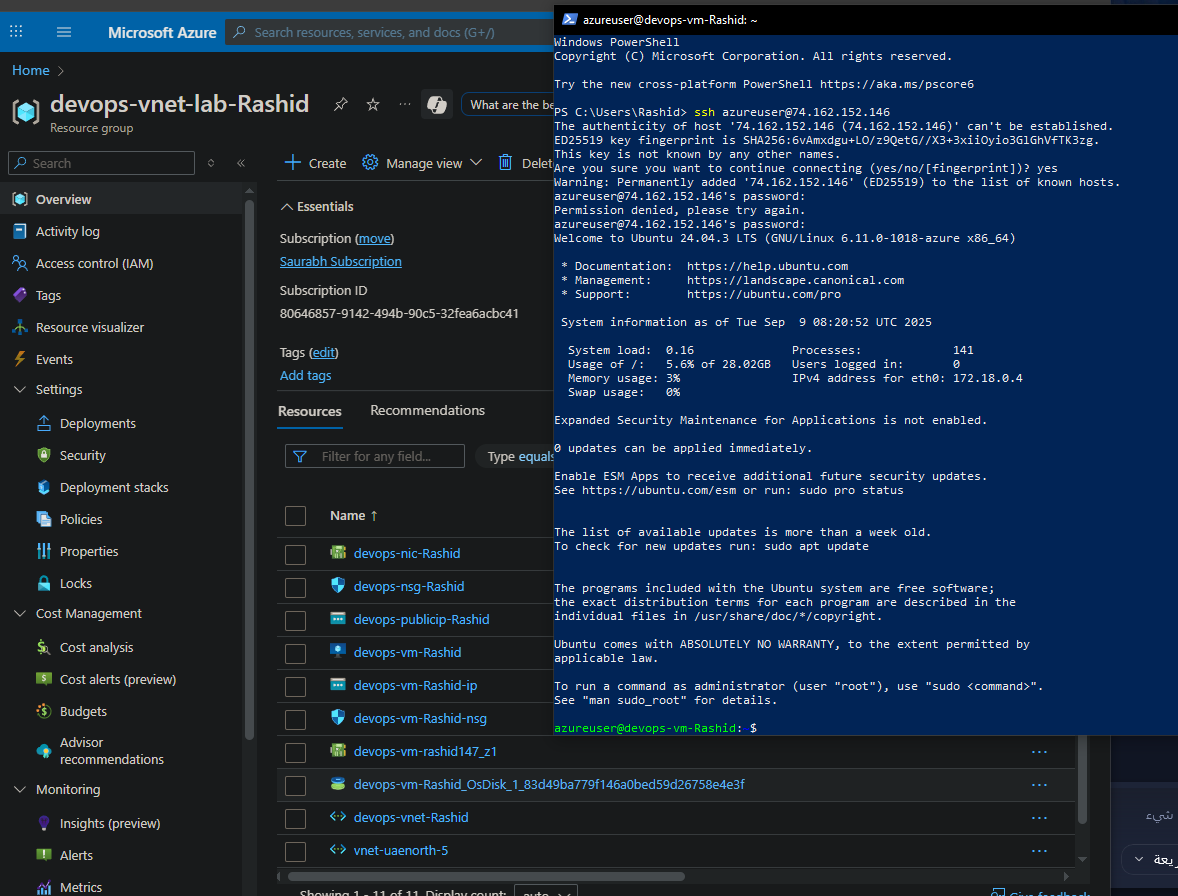 Microsoft Azure
Search resources, services, and docs (G+/)
Home
devops-vnet-lab-Rashid
Resource group
What are the be
Search
Overview
Activity log
Access control (IAM)
Tags
Resource visualizer
Events
Settings
Deployments
Security
Deployment stacks
Policies
Properties
Locks
Cost Management
Cost analysis
Cost alerts (preview)
Budgets
Advisor
recommendations
Monitoring
Insights (preview)
Alerts
Metrics
Create
Manage view
Delet
Essentials
Subscription (move)
Saurabh Subscription
Subscription ID
80646857-9142-494b-90c5-32fea6acbc41
Tags (edit)
Add tags
Resources Recommendations
Filter for any field...
Type equals
Name ↑
devops-nic-Rashid
devops-nsg-Rashid
devops-publicip-Rashid
devops-vm-Rashid
devops-vm-Rashid-ip
devops-vm-Rashid-nsg
devops-vm-rashid147_z1
devops-vm-Rashid_OsDisk_1_83d49ba779f146a0bed59d26758e4e3f
devops-vnet-Rashid
vnet-uaenorth-5
Showing 1 - 11 of 11. Display count: auto
Give feedback
azureuser@devops-vm-Rashid: ~
Windows PowerShell
Copyright (C) Microsoft Corporation. All rights reserved.
Try the new cross-platform PowerShell https://aka.ms/pscore6
PS C:\Users\Rashid> ssh azureuser@74.162.152.146
The authenticity of host '74.162.152.146 (74.162.152.146)' can't be established.
ED25519 key fingerprint is SHA256:6vAmxdgu+LO/z9QetG//X3+3xiiOyio3GlGhVfTK3zg.
This key is not known by any other names.
Are you sure you want to continue connecting (yes/no/[fingerprint])? yes
Warning: Permanently added '74.162.152.146' (ED25519) to the list of known hosts.
azureuser@74.162.152.146's password:
Permission denied, please try again.
azureuser@74.162.152.146's password:
Welcome to Ubuntu 24.04.3 LTS (GNU/Linux 6.11.0-1018-azure x86_64)
* Documentation: https://help.ubuntu.com
* Management: https://landscape.canonical.com
* Support: https://ubuntu.com/pro
System information as of Tue Sep 9 08:20:52 UTC 2025
System load: 0.16 Processes: 141
Usage of /: 5.6% of 28.02GB Users logged in: 0
Memory usage: 3% IPv4 address for eth0: 172.18.0.4
Swap usage: 0%
Expanded Security Maintenance for Applications is not enabled.
0 updates can be applied immediately.
Enable ESM Apps to receive additional future security updates.
See https://ubuntu.com/esm or run: sudo pro status
The list of available updates is more than a week old.
To check for new updates run: sudo apt update
The programs included with the Ubuntu system are free software;
the exact distribution terms for each program are described in the
individual files in /usr/share/doc/*/copyright.
Ubuntu comes with ABSOLUTELY NO WARRANTY, to the extent permitted by
applicable law.
To run a command as administrator (user "root"), use "sudo <command>".
See "man sudo_root" for details.
azureuser@devops-vm-Rashid: $
شيء
ريعة